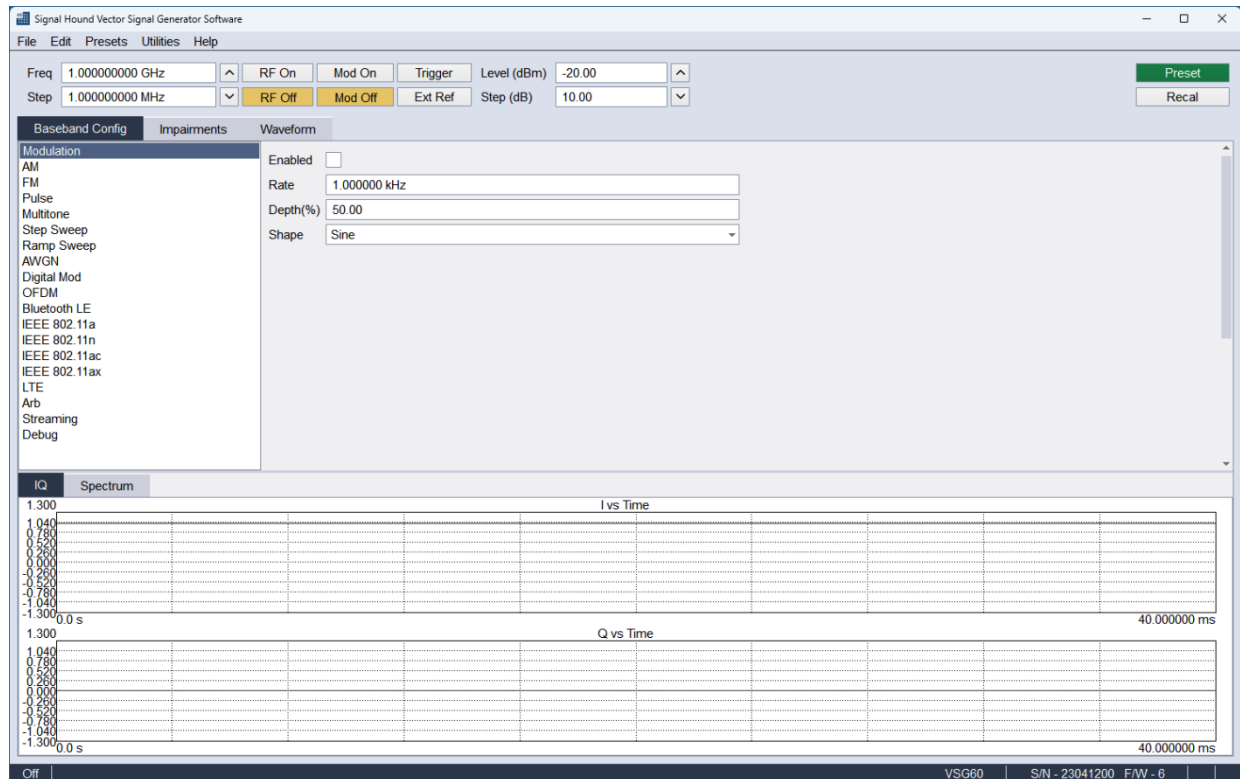 Signal Hound Vector Signal Generator Software
File Edit Presets Utilities Help
Freq 1.000000000 GHz RF On Mod On Trigger Level (dBm) -20.00 Preset
Step 1.000000000 MHz RF Off Mod Off Ext Ref Step (dB) 10.00 Recal
Baseband Config Impairments Waveform
Modulation
AM
FM
Pulse
Multitone
Step Sweep
Ramp Sweep
AWGN
Digital Mod
OFDM
Bluetooth LE
IEEE 802.11a
IEEE 802.11n
IEEE 802.11ac
IEEE 802.11ax
LTE
Arb
Streaming
Debug
Enabled
Rate 1.000000 kHz
Depth(%) 50.00
Shape Sine
IQ Spectrum
1.300 I vs Time
1.040
0.780
0.520
0.260
0.000
-0.260
-0.520
-0.780
-1.040
-1.300
0.0 s 40.000000 ms
1.300 Q vs Time
1.040
0.780
0.520
0.260
0.000
-0.260
-0.520
-0.780
-1.040
-1.300
0.0 s 40.000000 ms
Off VSG60 S/N - 23041200 F/W - 6